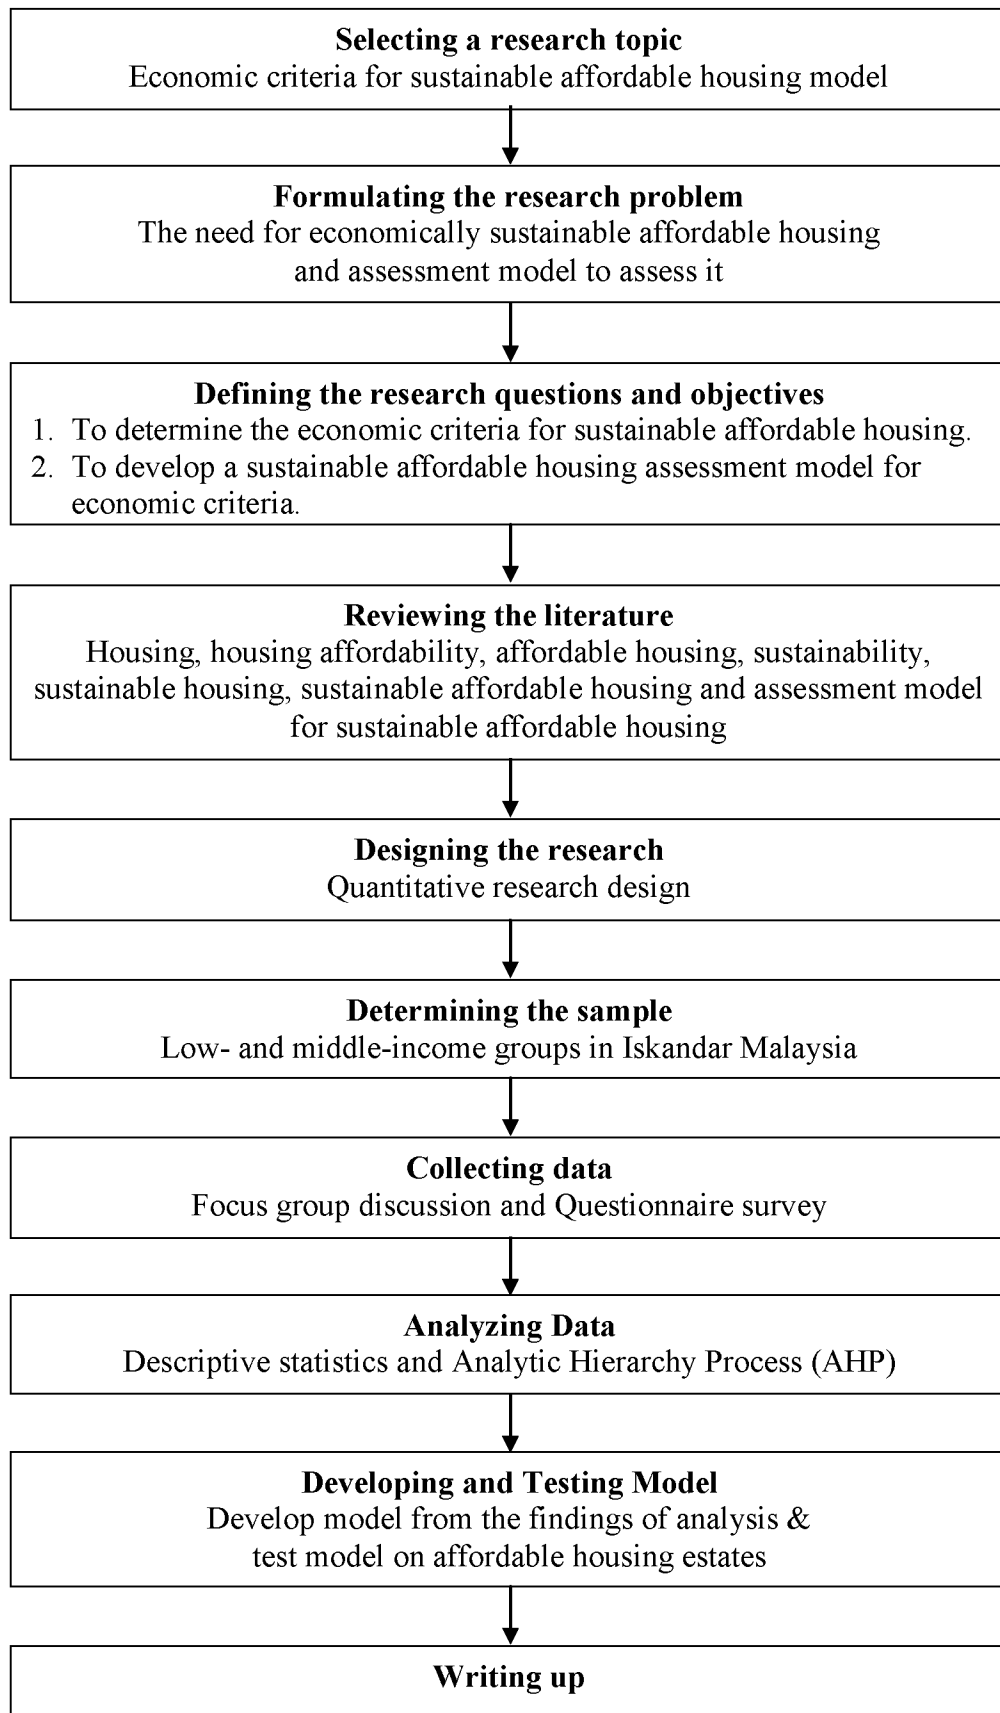 Selecting a research topic
Economic criteria for sustainable affordable housing model
Formulating the research problem
The need for economically sustainable affordable housing
and assessment model to assess it
Defining the research questions and objectives
1. To determine the economic criteria for sustainable affordable housing.
2. To develop a sustainable affordable housing assessment model for
economic criteria.
Reviewing the literature
Housing, housing affordability, affordable housing, sustainability,
sustainable housing, sustainable affordable housing and assessment model
for sustainable affordable housing
Designing the research
Quantitative research design
Determining the sample
Low- and middle-income groups in Iskandar Malaysia
Collecting data
Focus group discussion and Questionnaire survey
Analyzing Data
Descriptive statistics and Analytic Hierarchy Process (AHP)
Developing and Testing Model
Develop model from the findings of analysis &
test model on affordable housing estates
Writing up